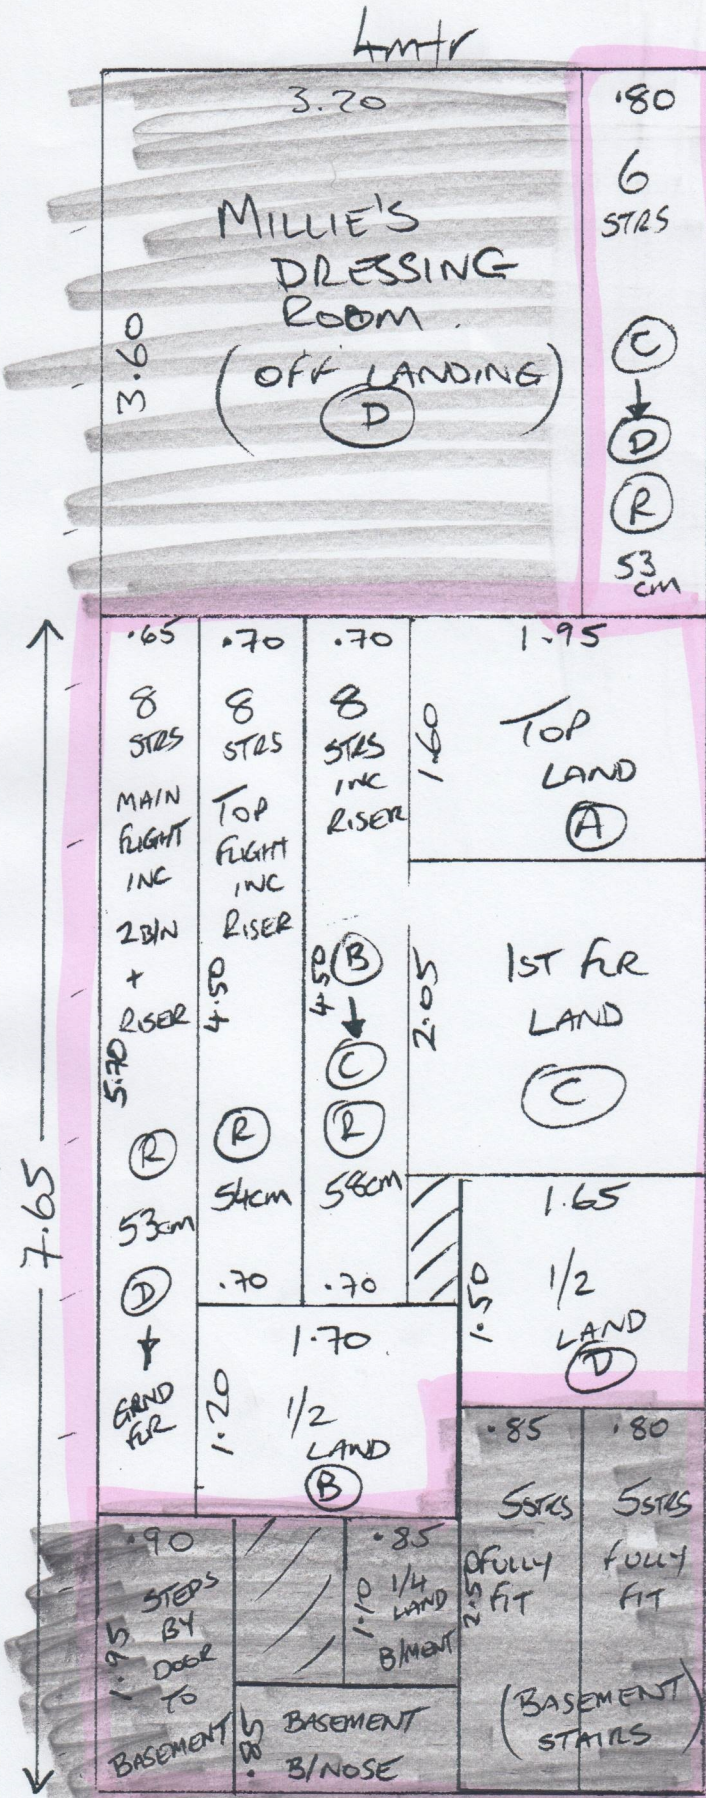 4mtr
3.20
MILLIE'S
DRESSING
ROOM.
(OFF LANDING)
D
3.60
.80
6
STRS
C
D
R
53
cm
7.65
.65
8
STRS
MAIN
FLIGHT
INC
2B/N
+
RISER
5.70
R
53cm
D
GRND
FLR
.70
8
STRS
TOP
FLIGHT
INC
RISER
4.50
R
54cm
.70
.70
8
STRS
INC
RISER
4.50
B
C
R
58cm
.70
1.95
1.60
TOP
LAND
A
2.05
1ST FLR
LAND
C
1.65
1.50
1/2
LAND
D
1.70
1.20
1/2
LAND
B
.90
1.95
STEPS
BY
DOOR
TO
BASEMENT
.85
1.10
1/4
LAND
B/MENT
.85
BASEMENT
B/NOSE
.85
5STRS
FULLY
FIT
.80
5STRS
FULLY
FIT
(BASEMENT
STAIRS)